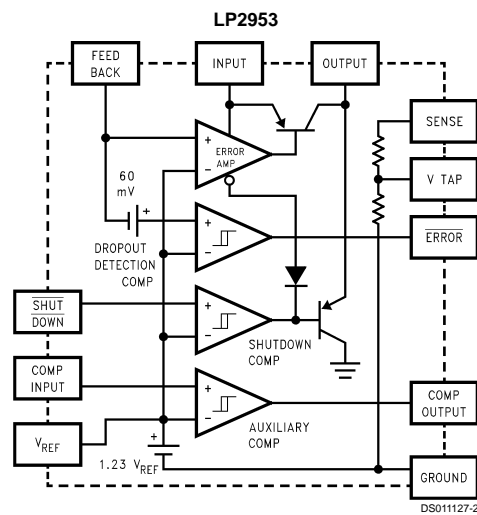 LP2953
FEED
BACK
INPUT
OUTPUT
SENSE
V TAP
ERROR
+
ERROR
AMP
−
60
mV
+
+
−
DROPOUT
DETECTION
COMP
SHUT
DOWN
+
−
SHUTDOWN
COMP
COMP
INPUT
+
−
AUXILIARY
COMP
COMP
OUTPUT
VREF
+
1.23 VREF
GROUND
DS011127-2